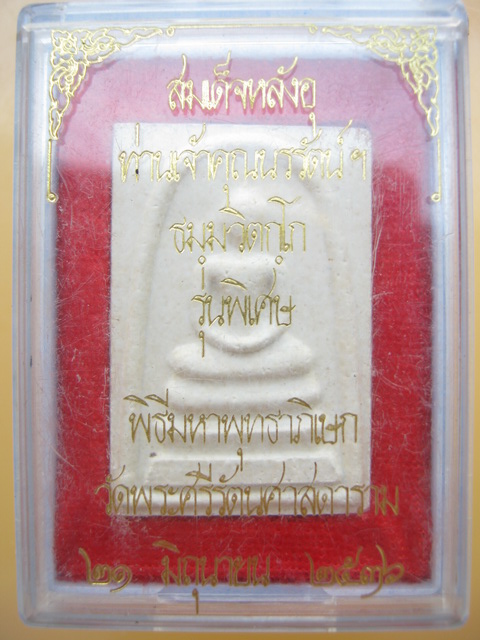 สมเด็จหลังอุ
ท่านเจ้าคุณนรรัตน์ฯ
ธมฺมวิตกฺโก
รุ่นพิเศษ
พิธีมหาพุทธาภิเษก
วัดพระศรีรัตนศาสดาราม
๒๑ มิถุนายน ๒๕๓๖